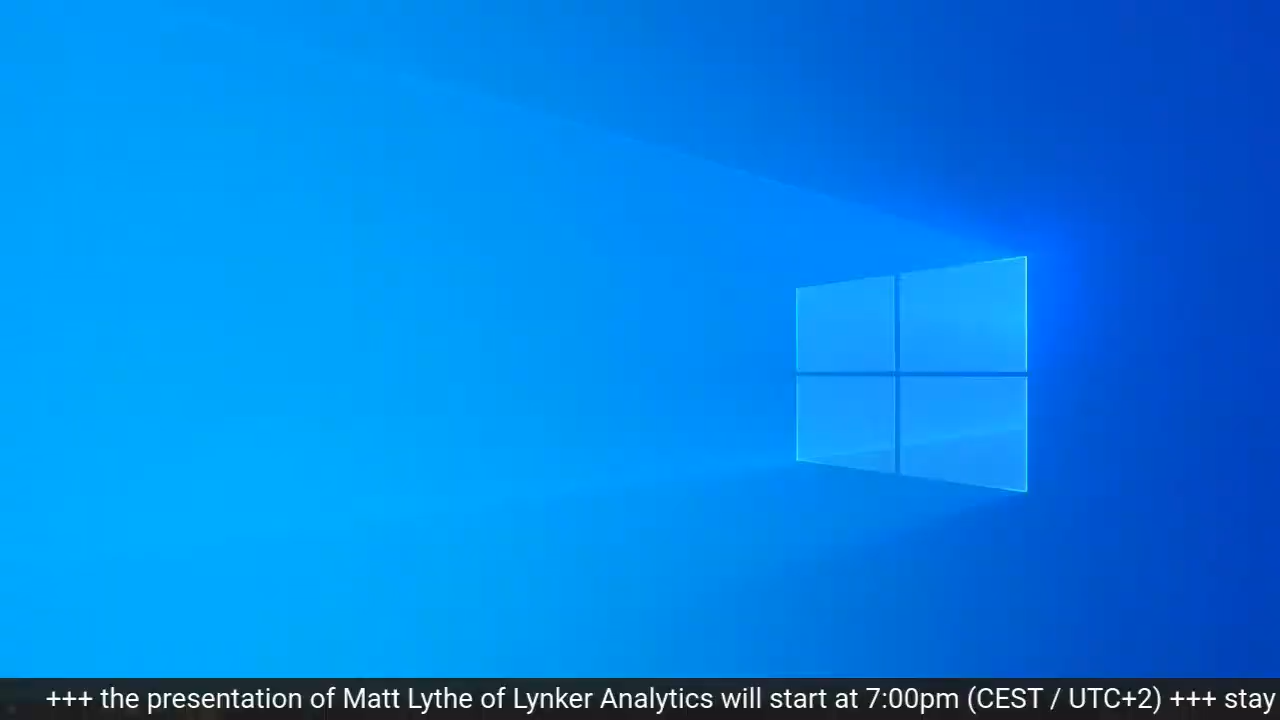 +++ the presentation of Matt Lythe of Lynker Analytics will start at 7:00pm (CEST / UTC+2) +++ stay